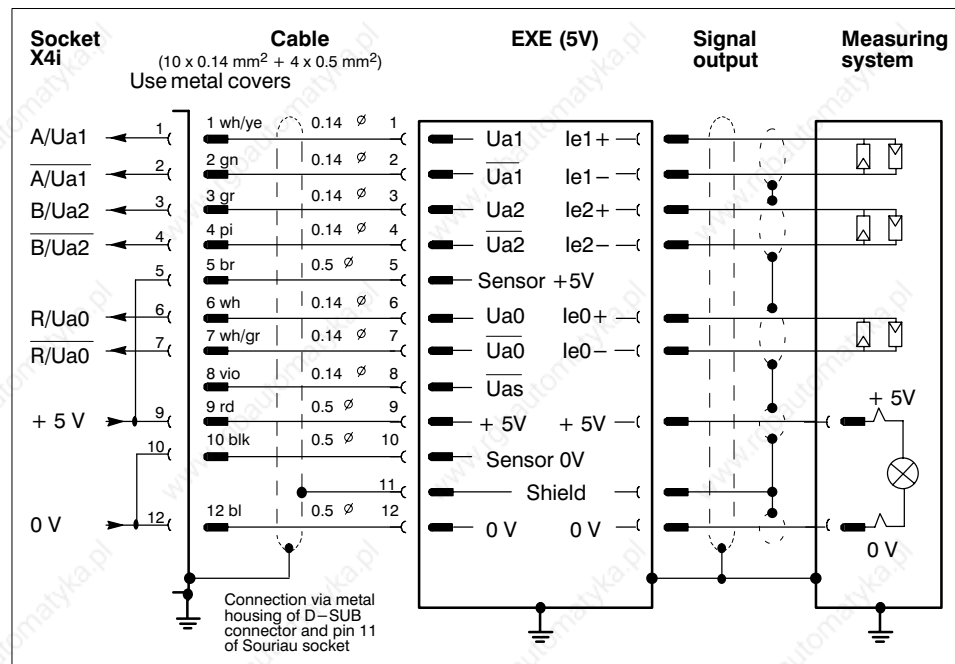 Socket X4i
Cable
(10 x 0.14 mm² + 4 x 0.5 mm²)
Use metal covers
EXE (5V)
Signal output
Measuring system
A/Ua1 1 1 wh/ye 0.14 ø 1 Ua1 Ie1+
A/Ua1 2 2 gn 0.14 ø 2 Ua1 Ie1−
B/Ua2 3 3 gr 0.14 ø 3 Ua2 Ie2+
B/Ua2 4 4 pi 0.14 ø 4 Ua2 Ie2−
5 5 br 0.5 ø 5 Sensor +5V
R/Ua0 6 6 wh 0.14 ø 6 Ua0 Ie0+
R/Ua0 7 7 wh/gr 0.14 ø 7 Ua0 Ie0−
8 vio 0.14 ø 8 Uas
+ 5V
+ 5 V 9 9 rd 0.5 ø 9 + 5V + 5V
10 10 blk 0.5 ø 10 Sensor 0V
11 Shield
0 V 12 12 bl 0.5 ø 12 0 V 0 V
0 V
Connection via metal
housing of D−SUB
connector and pin 11
of Souriau socket
www.rgbautomatyka.pl